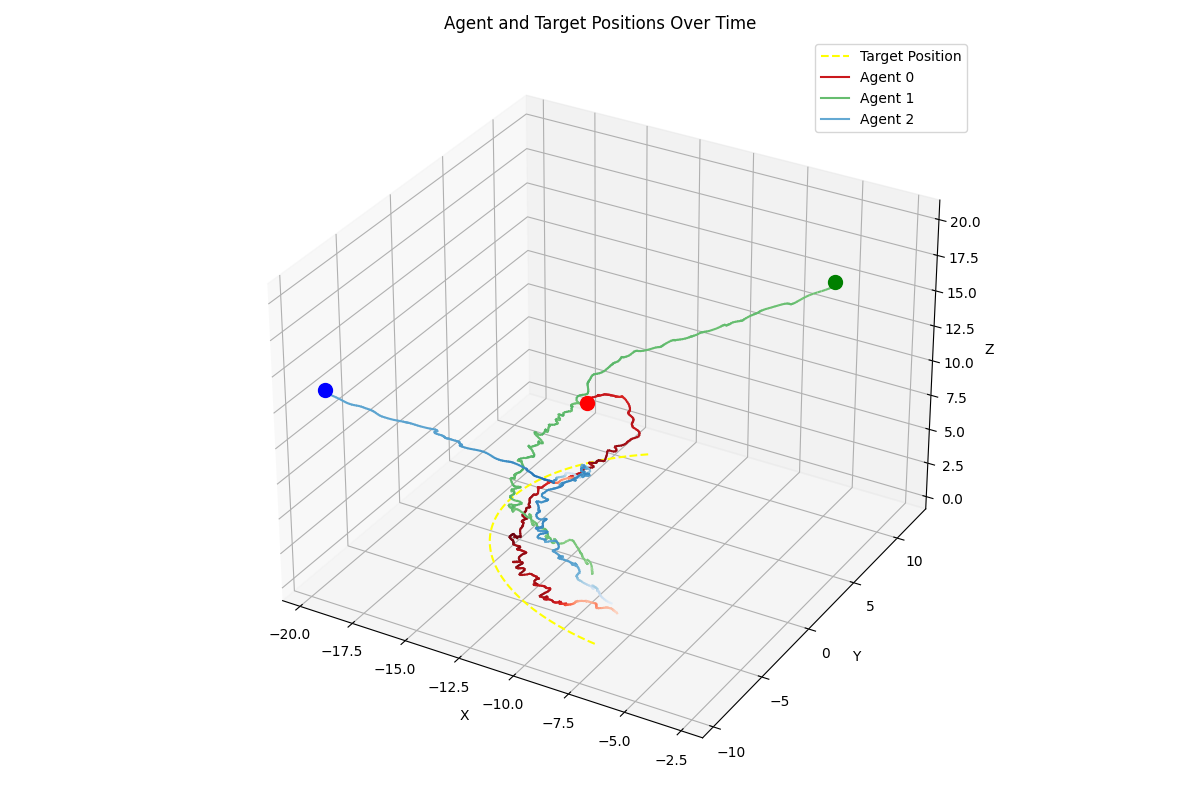 Agent and Target Positions Over Time
Target Position
Agent 0
Agent 1
Agent 2
20.0
17.5
15.0
12.5
10.0
7.5
5.0
2.5
0.0
Z
10
5
0
−5
−10
Y
−20.0
−17.5
−15.0
−12.5
−10.0
−7.5
−5.0
−2.5
X